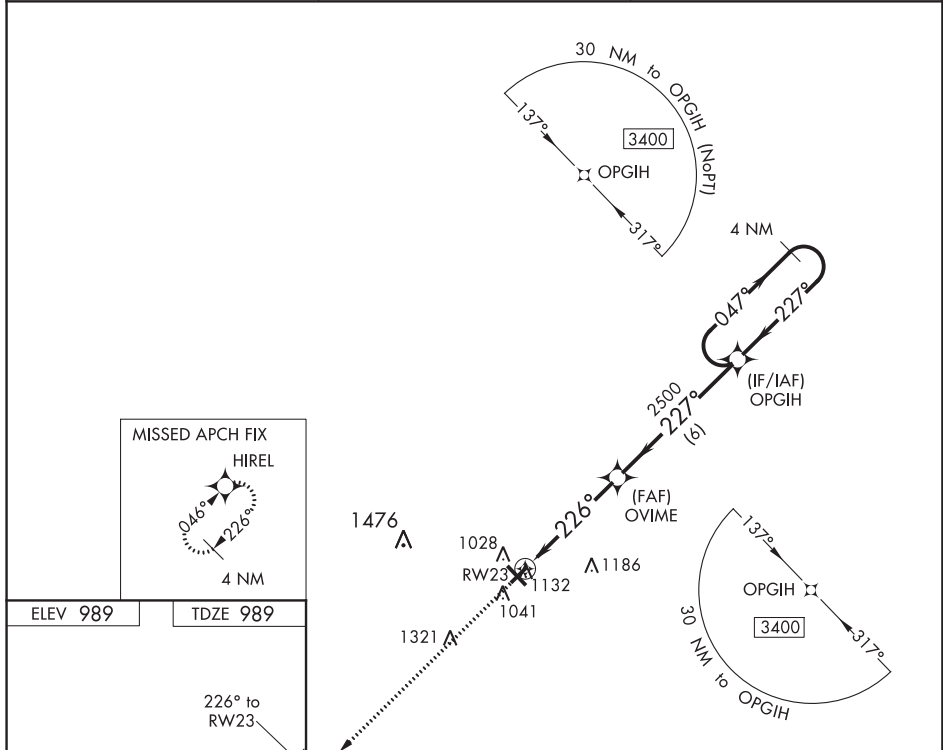 30 NM to OPGIH (NoPT)
137°
3400
OPGIH
317°
4 NM
047°
227°
(IF/IAF)
OPGIH
2500
227°
(6)
MISSED APCH FIX
HIREL
046°
226°
4 NM
(FAF)
OVIME
226°
1476
1028
1186
RW23
1132
1041
1321
137°
OPGIH
3400
317°
30 NM to OPGIH
ELEV 989
TDZE 989
226° to
RW23